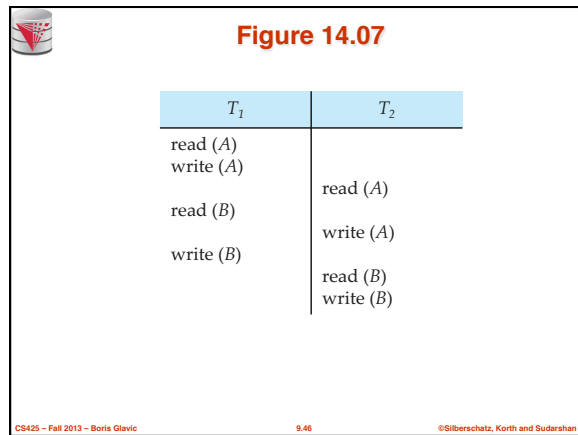 Figure 14.07
T1 T2
read (A)
write (A)
read (A)
read (B)
write (A)
write (B)
read (B)
write (B)
CS425 – Fall 2013 – Boris Glavic 9.46 ©Silberschatz, Korth and Sudarshan